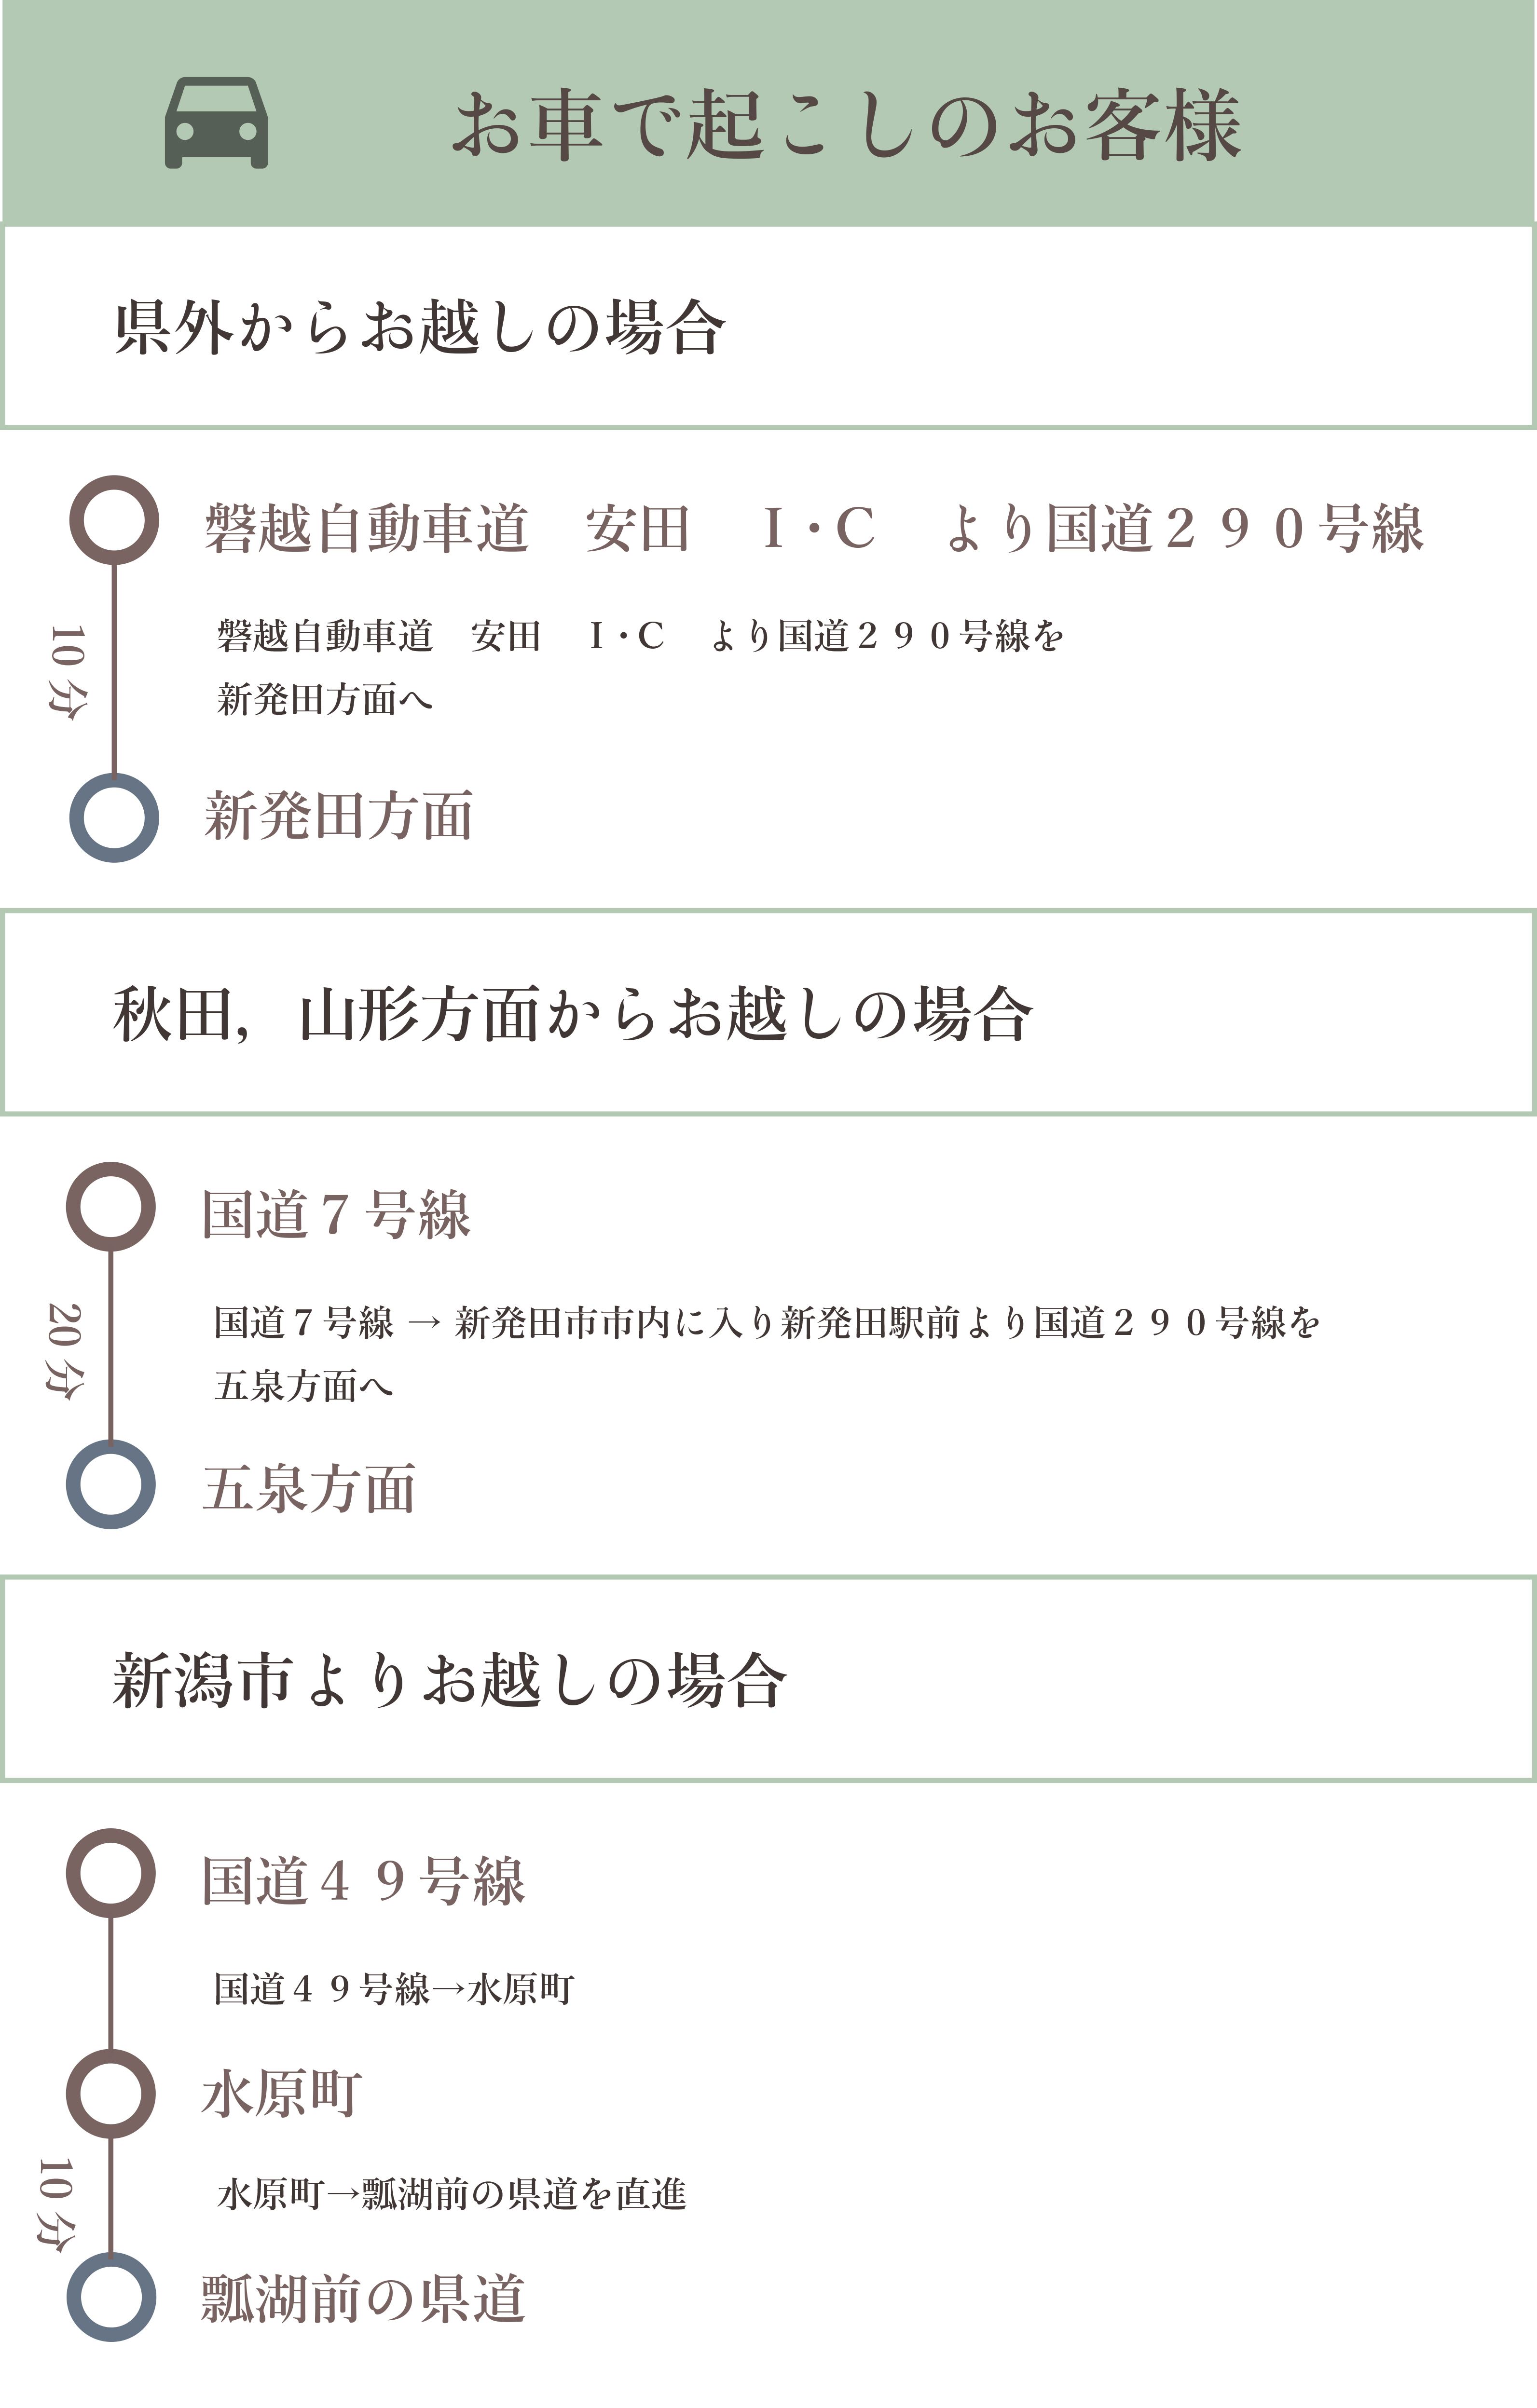 お車で起こしのお客様
県外からお越しの場合
磐越自動車道　安田　Ｉ・Ｃ　より国道２９０号線
10分
磐越自動車道　安田　Ｉ・Ｃ　より国道２９０号線を
新発田方面へ
新発田方面
秋田,　山形方面からお越しの場合
国道７号線
20分
国道７号線 → 新発田市市内に入り新発田駅前より国道２９０号線を
五泉方面へ
五泉方面
新潟市よりお越しの場合
国道４９号線
国道４９号線→水原町
水原町
10分
水原町→瓢湖前の県道を直進
瓢湖前の県道